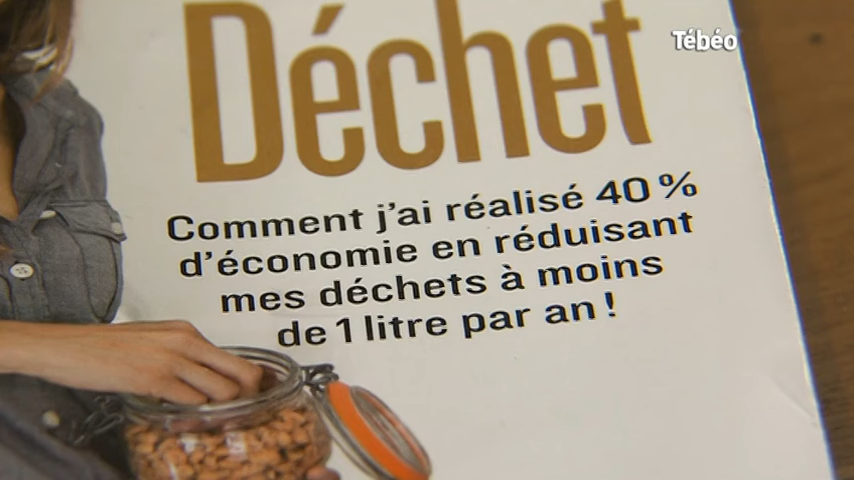 Déchet
Tébéo
Comment j'ai réalisé 40 %
d'économie en réduisant
mes déchets à moins
de 1 litre par an !